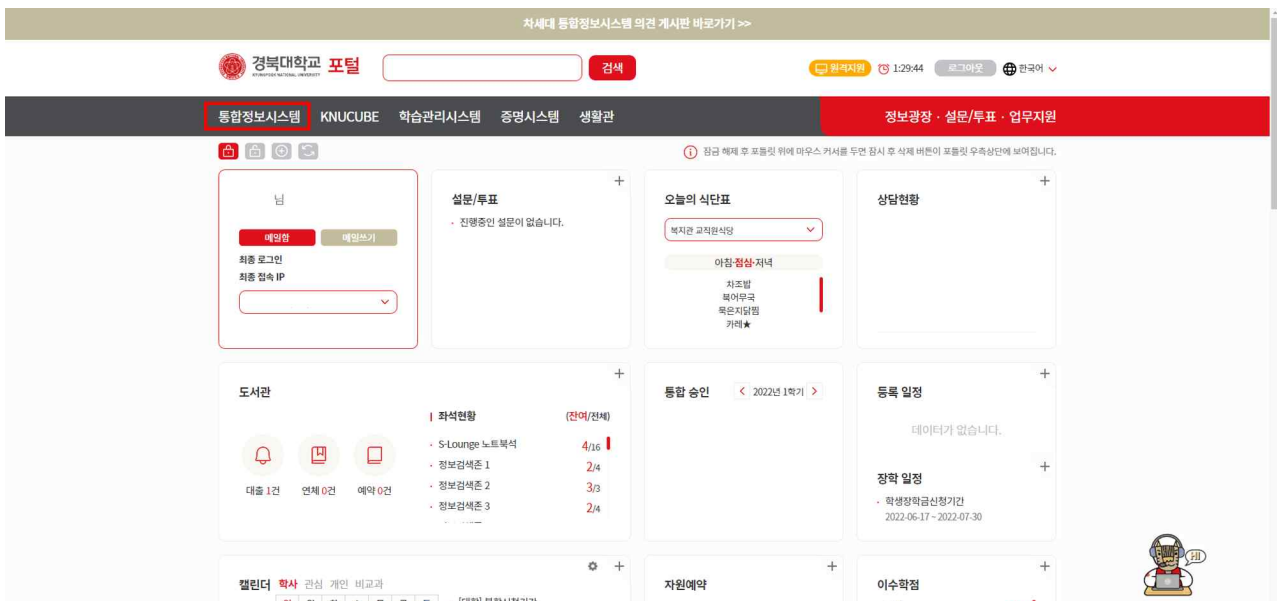 차세대 통합정보시스템 의견 게시판 바로가기 >>
경북대학교 포털
KYUNGPOOK NATIONAL UNIVERSITY
검색
원격지원 1:29:44 로그아웃 한국어
통합정보시스템 KNUCUBE 학습관리시스템 증명시스템 생활관
정보광장 · 설문/투표 · 업무지원
잠금 해제 후 포틀릿 위에 마우스 커서를 두면 잠시 후 삭제 버튼이 포틀릿 우측상단에 보여집니다.
님
메일함 메일쓰기
최종 로그인
최종 접속 IP
설문/투표
· 진행중인 설문이 없습니다.
오늘의 식단표
복지관 교직원식당
아침·점심·저녁
차조밥
북어무국
묵은지닭찜
카레★
상담현황
도서관
대출 1건 연체 0건 예약 0건
좌석현황 (잔여/전체)
· S-Lounge 노트북석 4/16
· 정보검색존 1 2/4
· 정보검색존 2 3/3
· 정보검색존 3 2/4
통합 승인 < 2022년 1학기 >
등록 일정
데이터가 없습니다.
장학 일정
· 학생장학금신청기간
2022-06-17 ~ 2022-07-30
HI
캘린더 학사 관심 개인 비교과
자원예약
이수학점